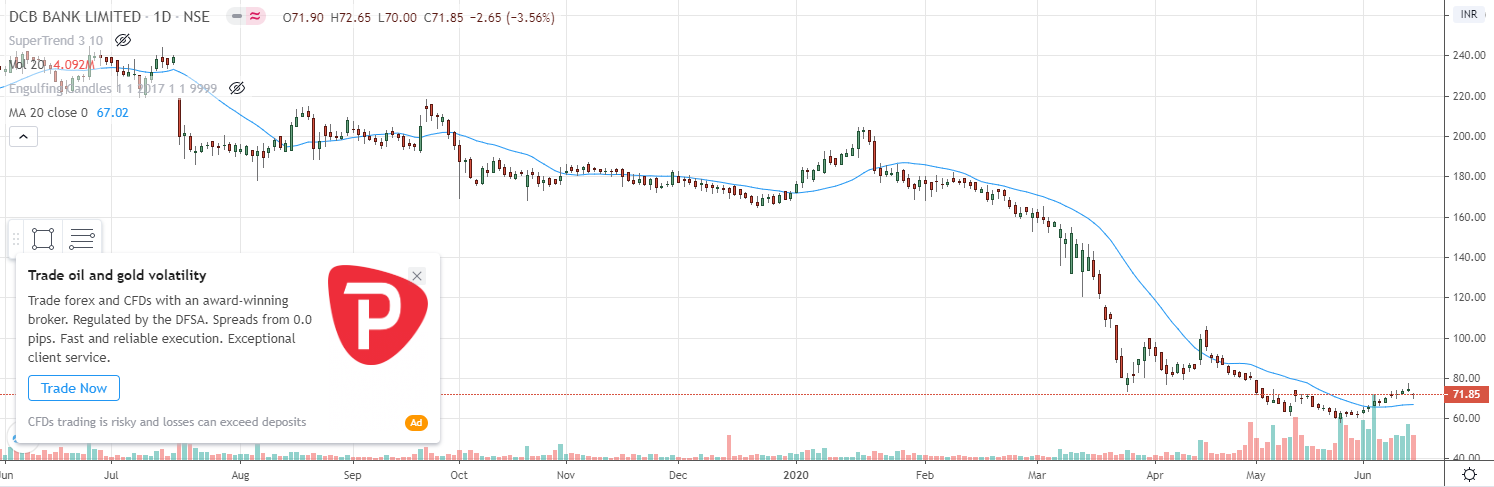 DCB BANK LIMITED · 1D · NSE O71.90 H72.65 L70.00 C71.85 −2.65 (−3.56%)
INR
SuperTrend 3 10
Vol 20 4.092M
Engulfing Candles 1 1 2017 1 1 9999
MA 20 close 0 67.02
240.00
220.00
200.00
180.00
160.00
140.00
120.00
100.00
80.00
71.85
60.00
40.00
Trade oil and gold volatility
Trade forex and CFDs with an award-winning
broker. Regulated by the DFSA. Spreads from 0.0
pips. Fast and reliable execution. Exceptional
client service.
P
Trade Now
CFDs trading is risky and losses can exceed deposits
Ad
Jun Jul Aug Sep Oct Nov Dec 2020 Feb Mar Apr May Jun